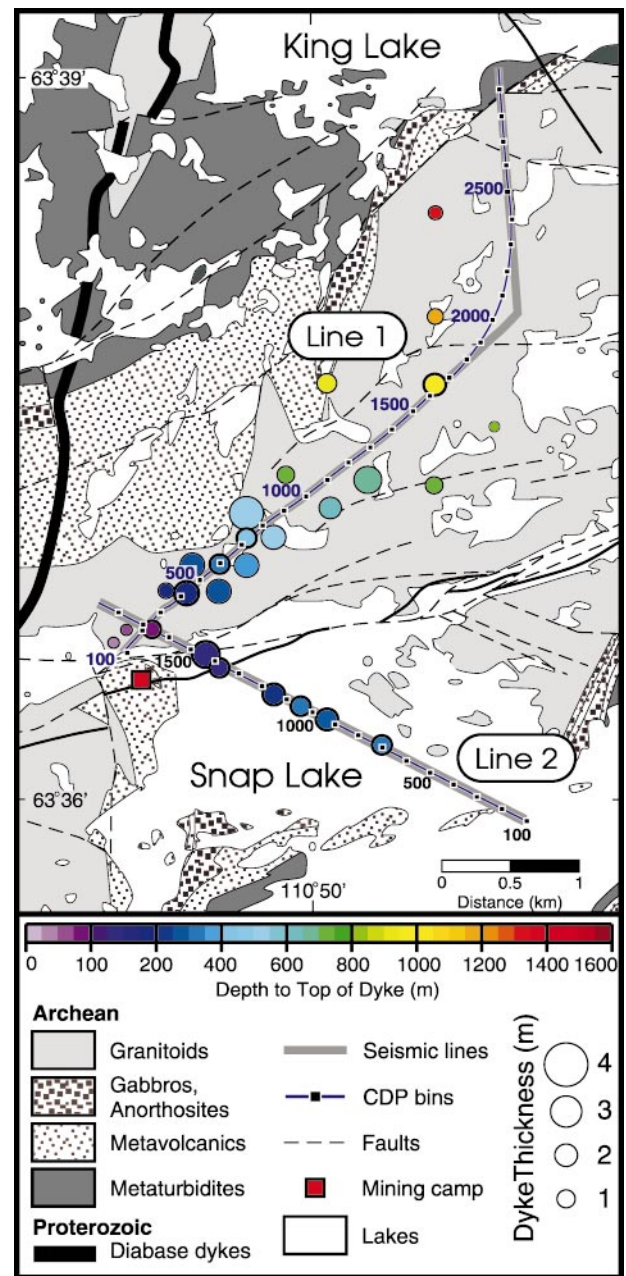 King Lake
63°39'
2500
2000
Line 1
1500
1000
500
100
1500
1000
Line 2
500
Snap Lake
63°36'
100
110°50'
0 0.5 1
Distance (km)
0 100 200 400 600 800 1000 1200 1400 1600
Depth to Top of Dyke (m)
Archean
Granitoids
Gabbros,
Anorthosites
Metavolcanics
Metaturbidites
Proterozoic
Diabase dykes
Seismic lines
CDP bins
Faults
Mining camp
Lakes
DykeThickness (m)
4
3
2
1